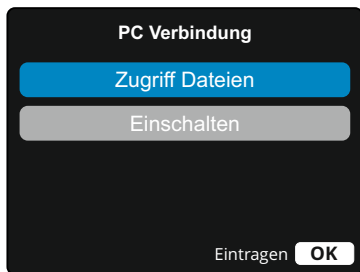 PC Verbindung
Zugriff Dateien
Einschalten
Eintragen OK